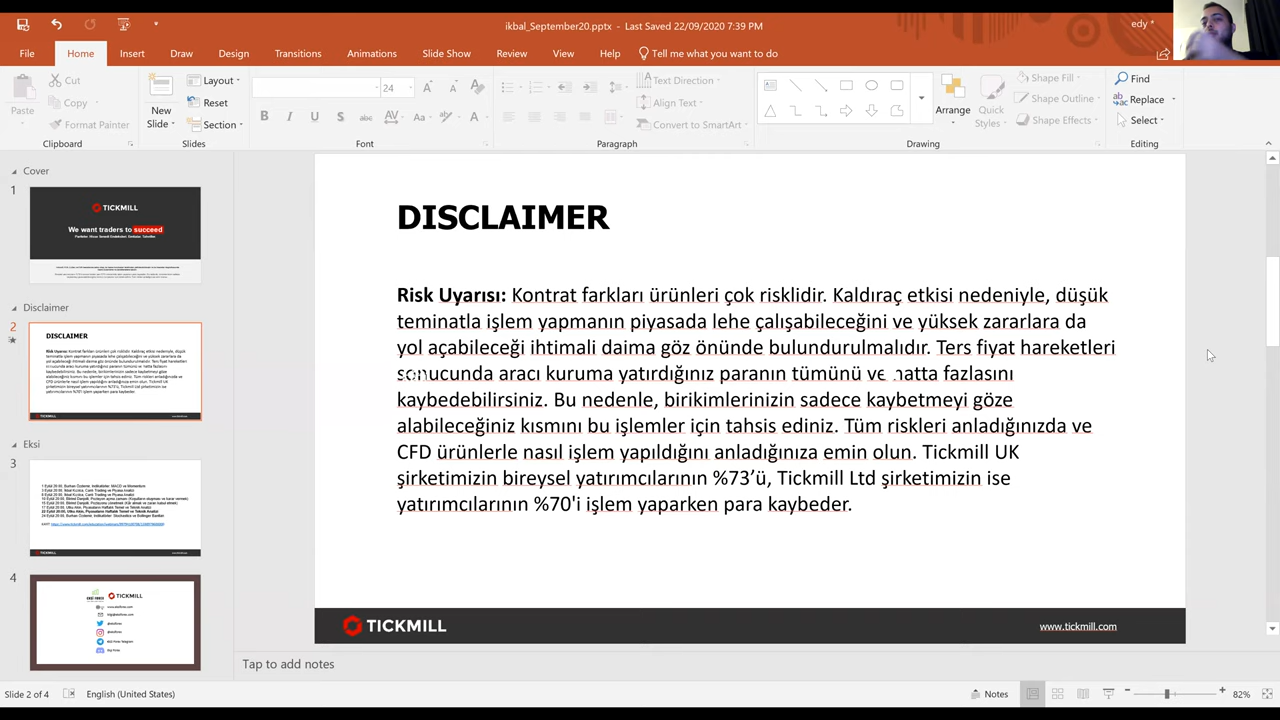 ikbal_September20.pptx - Last Saved 22/09/2020 7:39 PM
edy *
File Home Insert Draw Design Transitions Animations Slide Show Review View Help Tell me what you want to do
Paste
Cut
Copy
Format Painter
Clipboard
New Slide
Layout
Reset
Section
Slides
24
B I U S abc AV Aa A
Font
Text Direction
Align Text
Convert to SmartArt
Paragraph
Arrange
Quick Styles
Shape Fill
Shape Outline
Shape Effects
Drawing
Find
Replace
Select
Editing
Cover
1
TICKMILL
We want traders to succeed
Disclaimer
2
DISCLAIMER
Eksi
3
4
TICKMILL
DISCLAIMER
Risk Uyarısı: Kontrat farkları ürünleri çok risklidir. Kaldıraç etkisi nedeniyle, düşük
teminatla işlem yapmanın piyasada lehe çalışabileceğini ve yüksek zararlara da
yol açabileceği ihtimali daima göz önünde bulundurulmalıdır. Ters fiyat hareketleri
sonucunda aracı kuruma yatırdığınız paranın tümünü ve hatta fazlasını
kaybedebilirsiniz. Bu nedenle, birikimlerinizin sadece kaybetmeyi göze
alabileceğiniz kısmını bu işlemler için tahsis ediniz. Tüm riskleri anladığınızda ve
CFD ürünlerle nasıl işlem yapıldığını anladığınıza emin olun. Tickmill UK
şirketimizin bireysel yatırımcılarının %73’ü, Tickmill Ltd şirketimizin ise
yatırımcılarının %70'i işlem yaparken para kaybeder.
TICKMILL
www.tickmill.com
Tap to add notes
Slide 2 of 4
English (United States)
Notes
82%